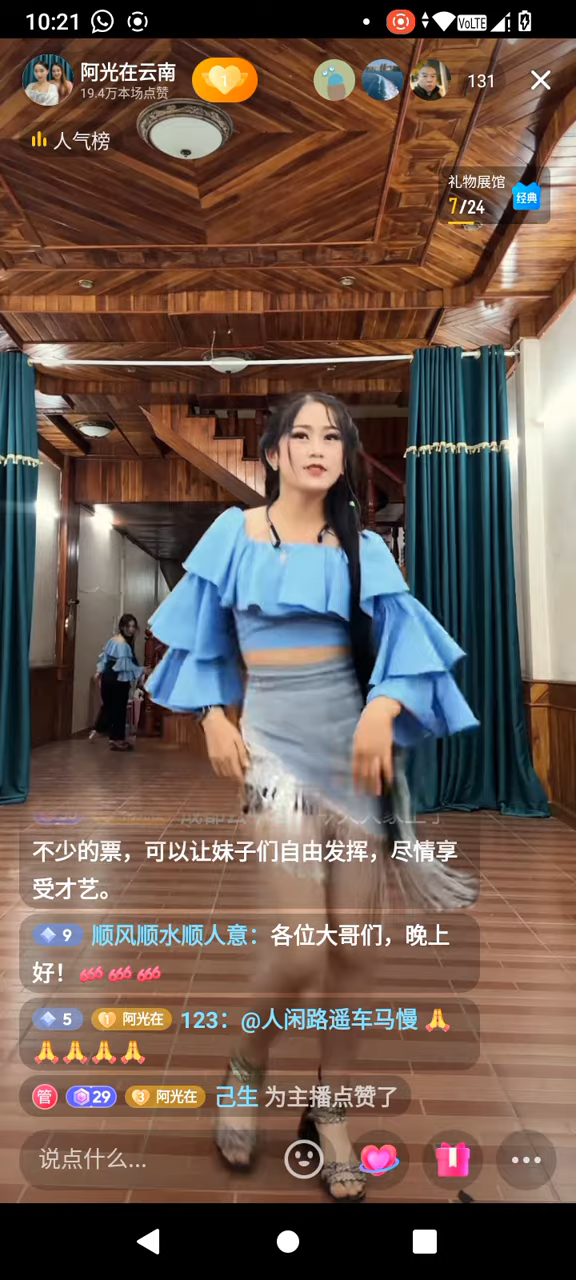 10:21
VoLTE
阿光在云南
19.4万本场点赞
1
131
人气榜
礼物展馆
7/24
经典
不少的票，可以让妹子们自由发挥，尽情享
受才艺。
9 顺风顺水顺人意：各位大哥们，晚上
好！666 666 666
5 1 阿光在 123：@人闲路遥车马慢 🙏
🙏🙏🙏🙏
管 29 3 阿光在 己生 为主播点赞了
说点什么...